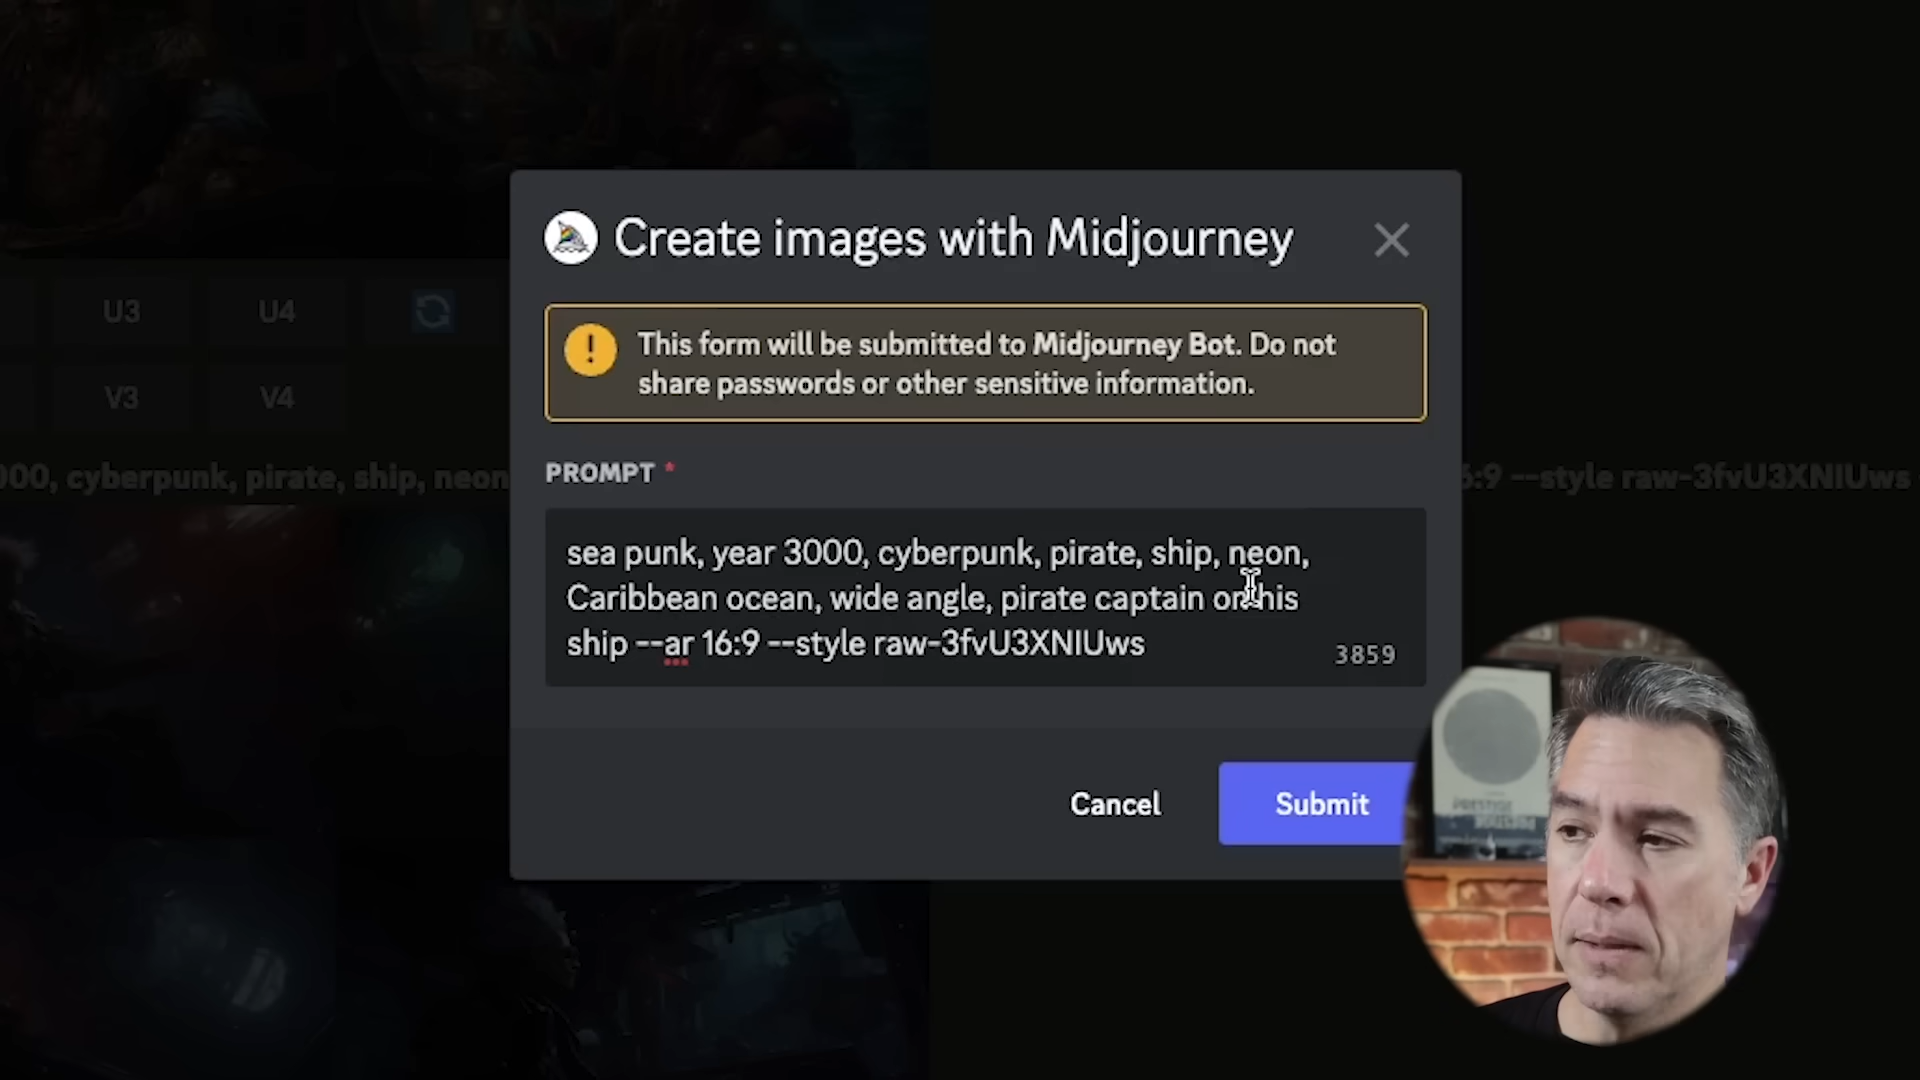 Create images with Midjourney
This form will be submitted to Midjourney Bot. Do not
share passwords or other sensitive information.
U3 U4
V3 V4
000, cyberpunk, pirate, ship, neon
6:9 --style raw-3fvU3XNIUws
PROMPT *
sea punk, year 3000, cyberpunk, pirate, ship, neon,
Caribbean ocean, wide angle, pirate captain on his
ship --ar 16:9 --style raw-3fvU3XNIUws
3859
Cancel Submit
PRESTIGE